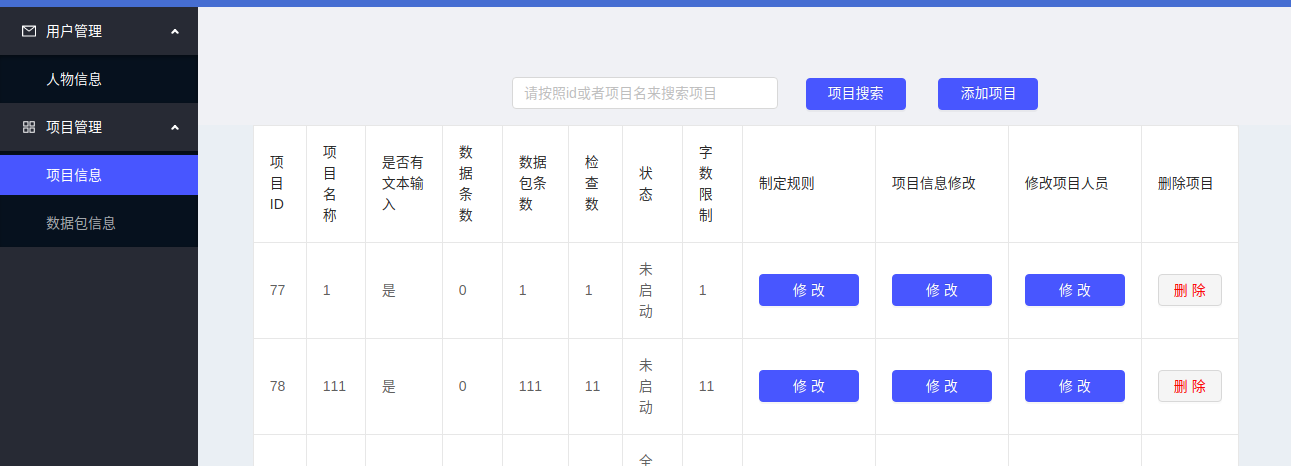 用户管理
人物信息
项目管理
项目信息
数据包信息
请按照id或者项目名来搜索项目
项目搜索
添加项目
项
目
ID
项
目
名
称
是否有
文本输
入
数
据
条
数
数据
包条
数
检
查
数
状
态
字
数
限
制
制定规则
项目信息修改
修改项目人员
删除项目
77
1
是
0
1
1
未
启
动
1
修 改
修 改
修 改
删 除
78
111
是
0
111
11
未
启
动
11
修 改
修 改
修 改
删 除
全